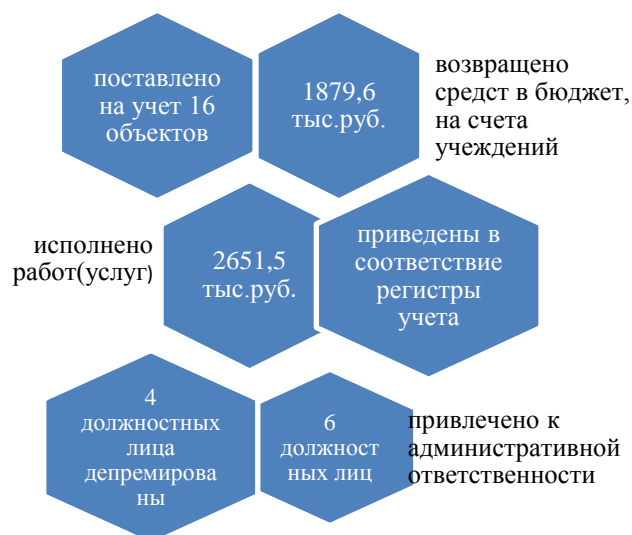 поставлено
на учет 16
объектов
1879,6
тыс.руб.
возвращено
средст в бюджет,
на счета
учеждений
исполнено
работ(услуг)
2651,5
тыс.руб.
приведены в
соответствие
регистры
учета
4
должностных
лица
депремирова
ны
6
должност
ных лиц
привлечено к
административной
ответственности